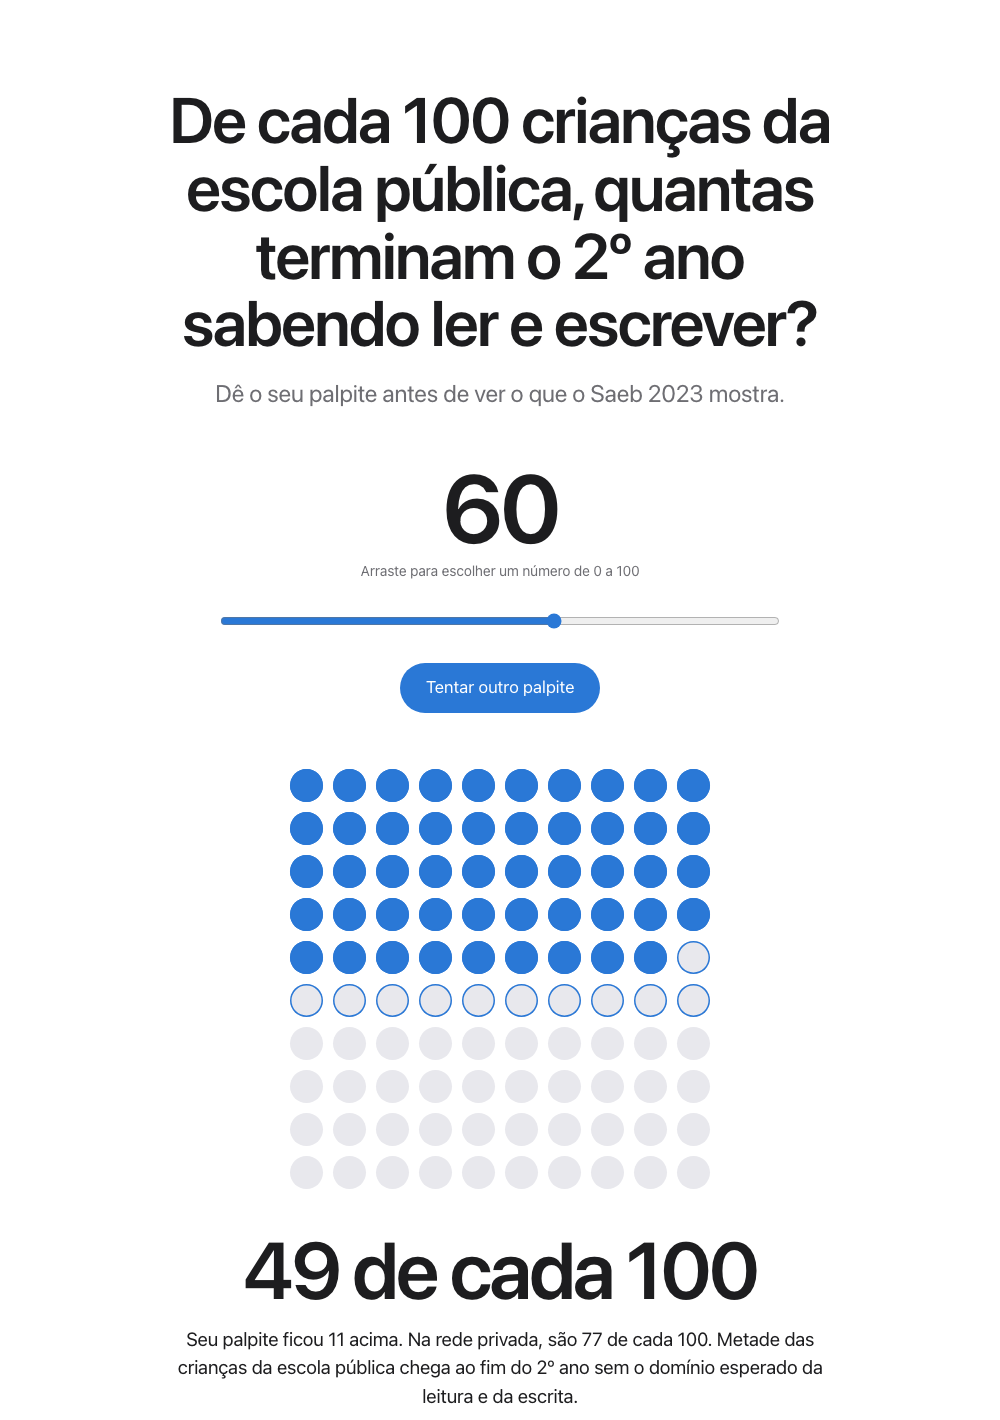 De cada 100 crianças da
escola pública, quantas
terminam o 2º ano
sabendo ler e escrever?
Dê o seu palpite antes de ver o que o Saeb 2023 mostra.
60
Arraste para escolher um número de 0 a 100
Tentar outro palpite
49 de cada 100
Seu palpite ficou 11 acima. Na rede privada, são 77 de cada 100. Metade das
crianças da escola pública chega ao fim do 2º ano sem o domínio esperado da
leitura e da escrita.